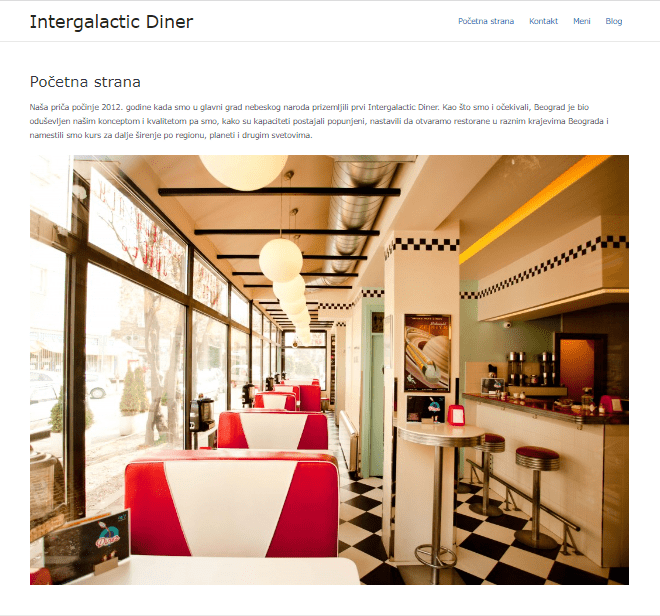 Intergalactic Diner
Početna strana Kontakt Meni Blog
Početna strana
Naša priča počinje 2012. godine kada smo u glavni grad nebeskog naroda prizemljili prvi Intergalactic Diner. Kao što smo i očekivali, Beograd je bio
oduševljen našim konceptom i kvalitetom pa smo, kako su kapaciteti postajali popunjeni, nastavili da otvaramo restorane u raznim krajevima Beograda i
namestili smo kurs za dalje širenje po regionu, planeti i drugim svetovima.